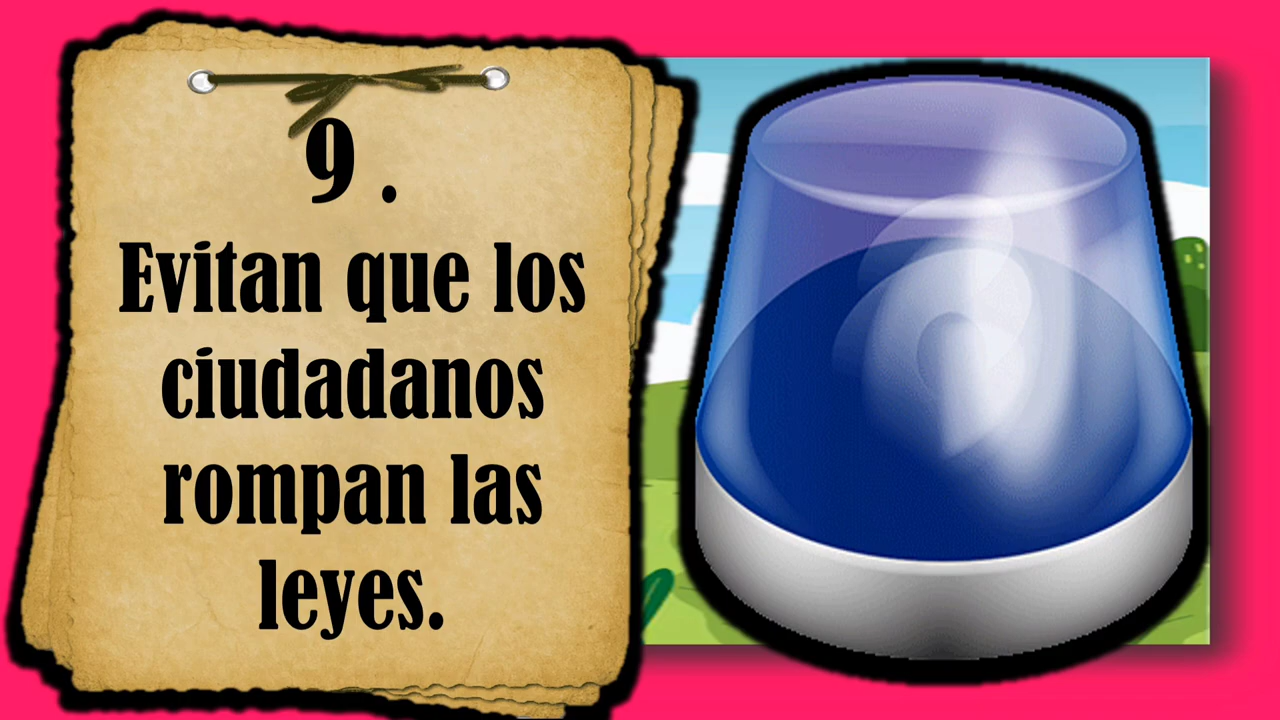 9 .
Evitan que los
ciudadanos
rompan las
leyes.